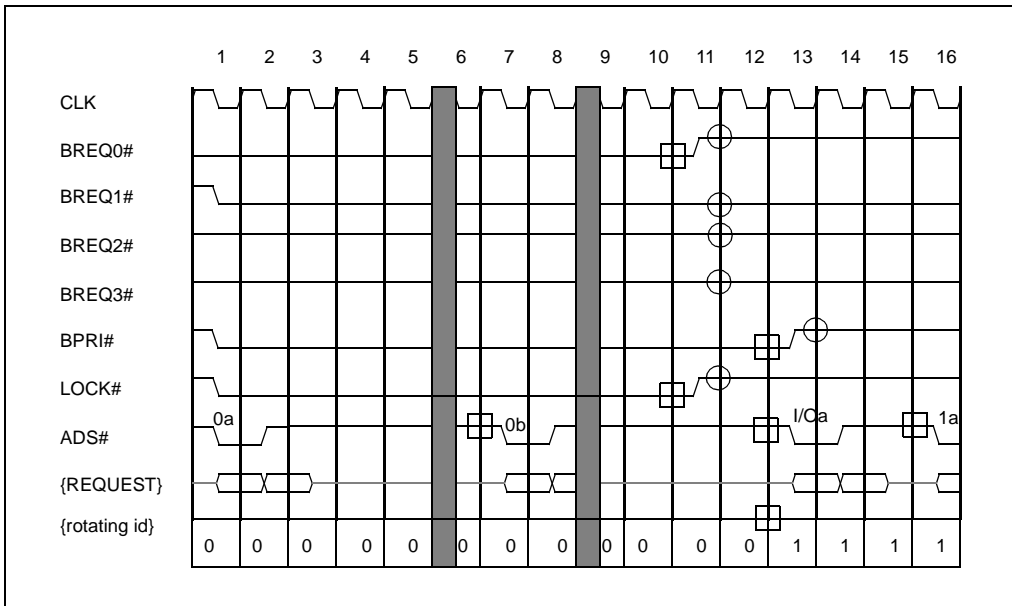 1 2 3 4 5 6 7 8 9 10 11 12 13 14 15 16
CLK
BREQ0#
BREQ1#
BREQ2#
BREQ3#
BPRI#
LOCK#
0a 0b I/Oa 1a
ADS#
{REQUEST}
{rotating id}
0 0 0 0 0 0 0 0 0 0 0 0 1 1 1 1